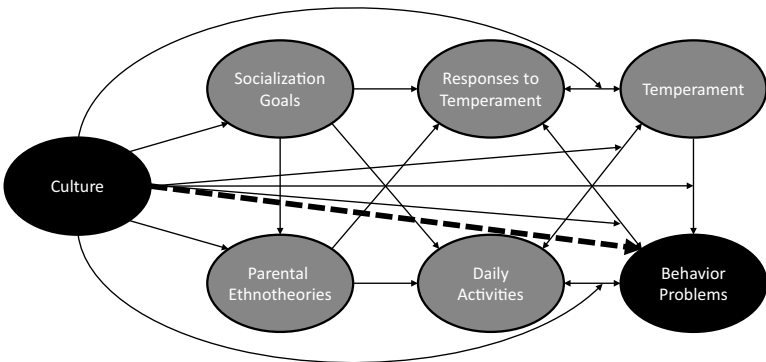 Socialization
Goals
Responses to
Temperament
Temperament
Culture
Parental
Ethnotheories
Daily
Activities
Behavior
Problems